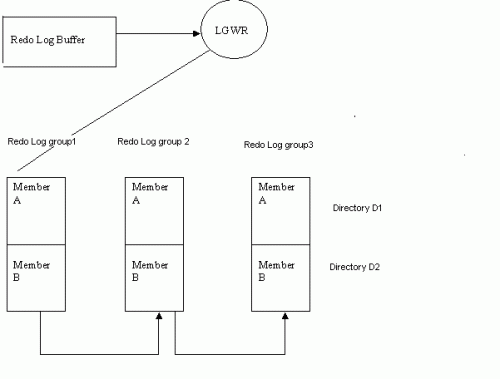 Redo Log Buffer
LGWR
Redo Log group1
Redo Log group 2
Redo Log group3
Member
A
Member
A
Member
A
Directory D1
Member
B
Member
B
Member
B
Directory D2